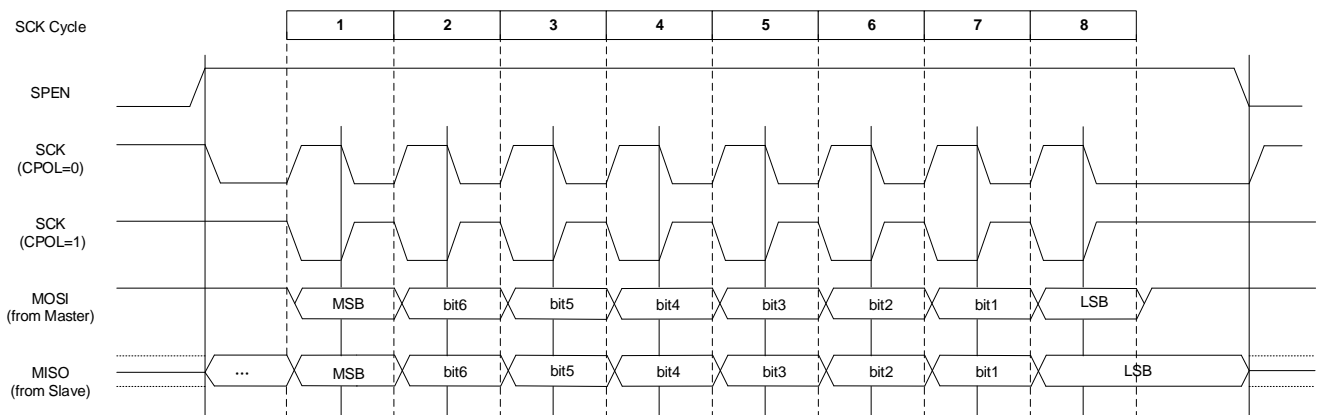 SCK Cycle 1 2 3 4 5 6 7 8
SPEN
SCK
(CPOL=0)
SCK
(CPOL=1)
MOSI
(from Master)
MSB bit6 bit5 bit4 bit3 bit2 bit1 LSB
MISO
(from Slave)
... MSB bit6 bit5 bit4 bit3 bit2 bit1 LSB